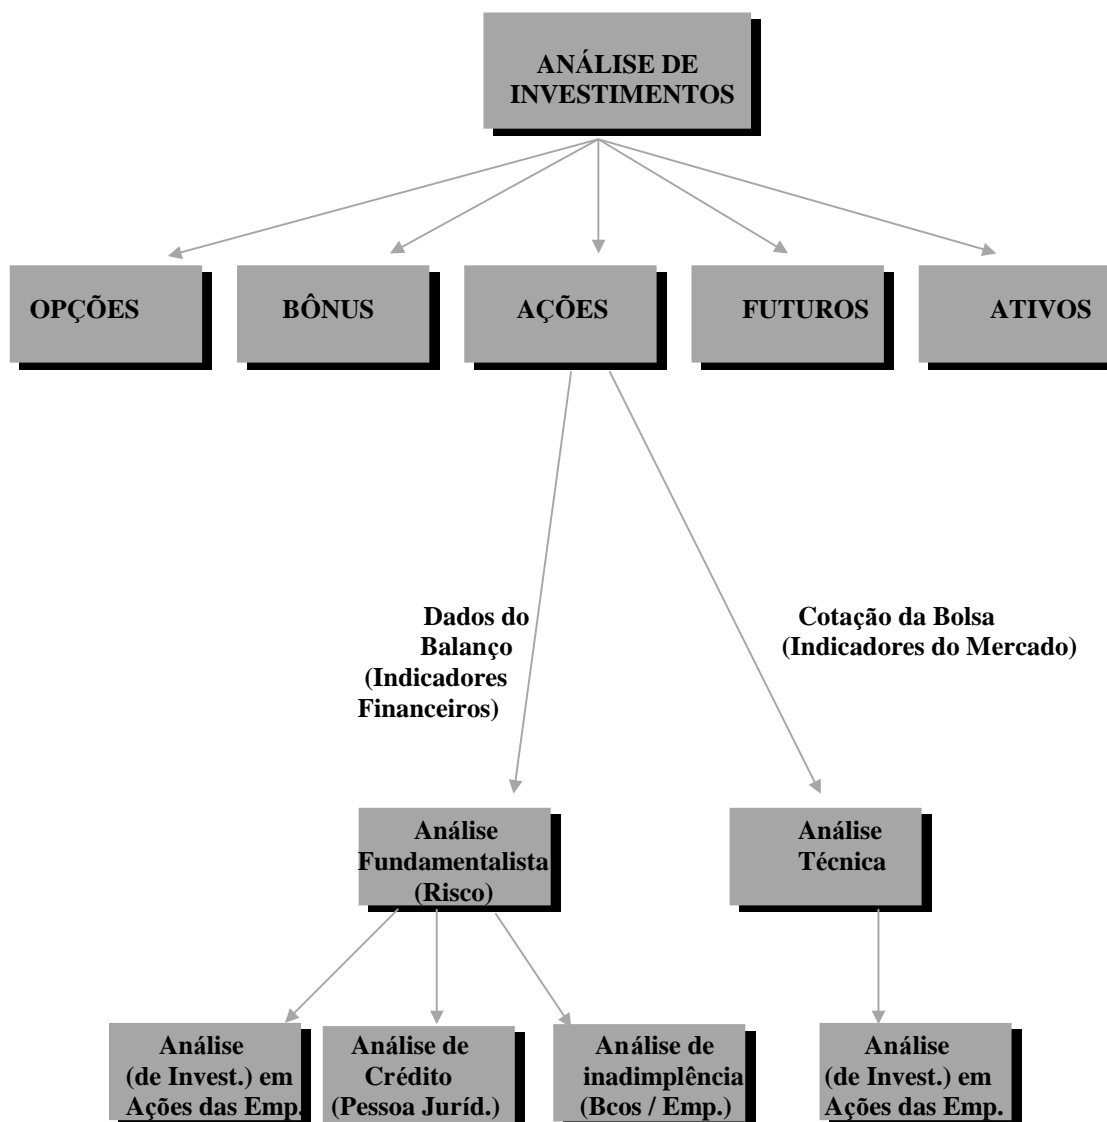 ANÁLISE DE
INVESTIMENTOS
OPÇÕES
BÔNUS
AÇÕES
FUTUROS
ATIVOS
Dados do
Balanço
(Indicadores
Financeiros)
Cotação da Bolsa
(Indicadores do Mercado)
Análise
Fundamentalista
(Risco)
Análise
Técnica
Análise
(de Invest.) em
Ações das Emp.
Análise de
Crédito
(Pessoa Juríd.)
Análise de
inadimplência
(Bcos / Emp.)
Análise
(de Invest.) em
Ações das Emp.